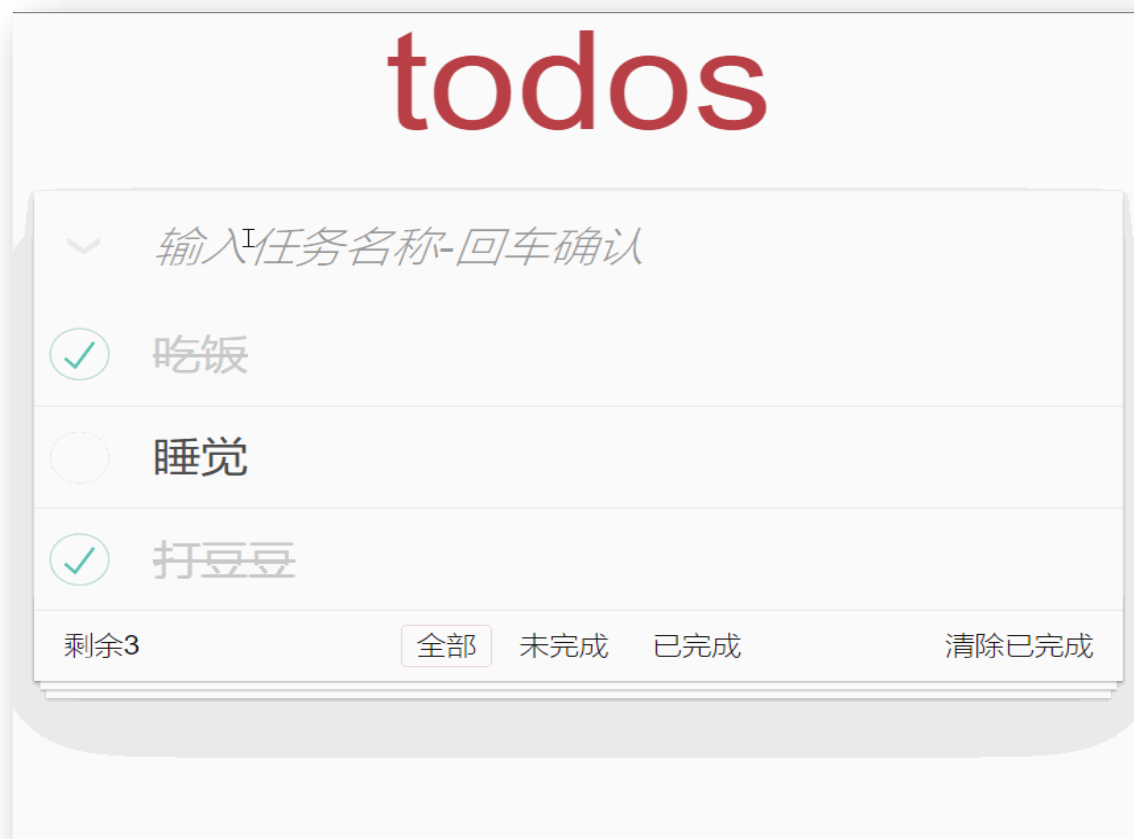 todos
输入任务名称-回车确认
吃饭
睡觉
打豆豆
剩余3 全部 未完成 已完成 清除已完成